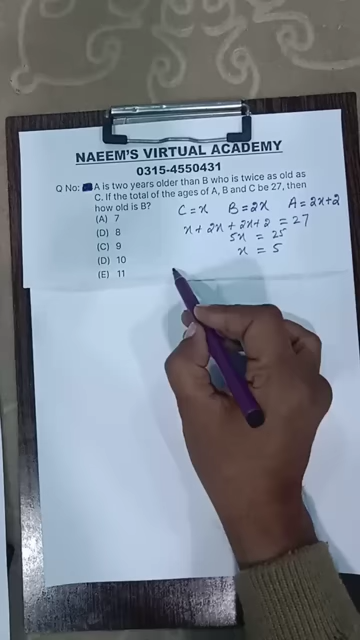 NAEEM'S VIRTUAL ACADEMY
0315-4550431
Q No: A is two years older than B who is twice as old as
C. If the total of the ages of A, B and C be 27, then
how old is B?
C = x B = 2x A = 2x+2
(A) 7
x + 2x + 2x + 2 = 27
(D) 8
5x = 25
(C) 9
x = 5
(D) 10
(E) 11